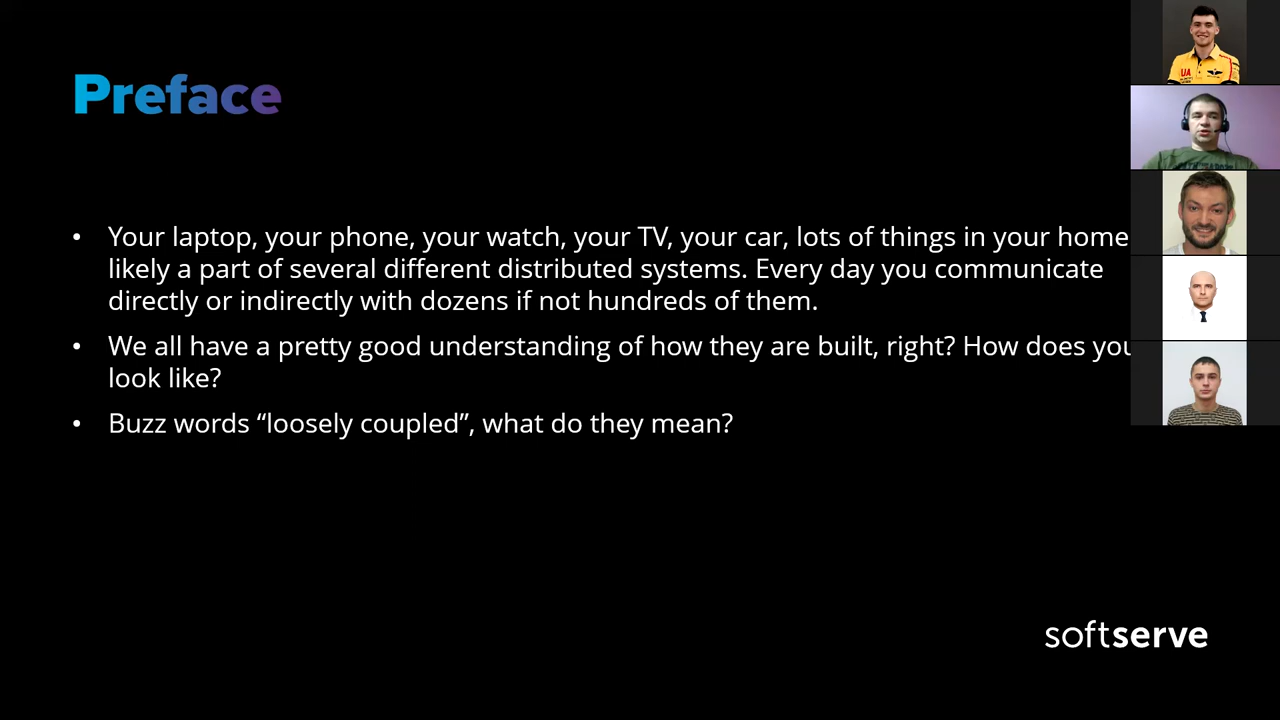 Preface
• Your laptop, your phone, your watch, your TV, your car, lots of things in your home
likely a part of several different distributed systems. Every day you communicate
directly or indirectly with dozens if not hundreds of them.
• We all have a pretty good understanding of how they are built, right? How does
look like?
• Buzz words “loosely coupled”, what do they mean?
UA
softserve